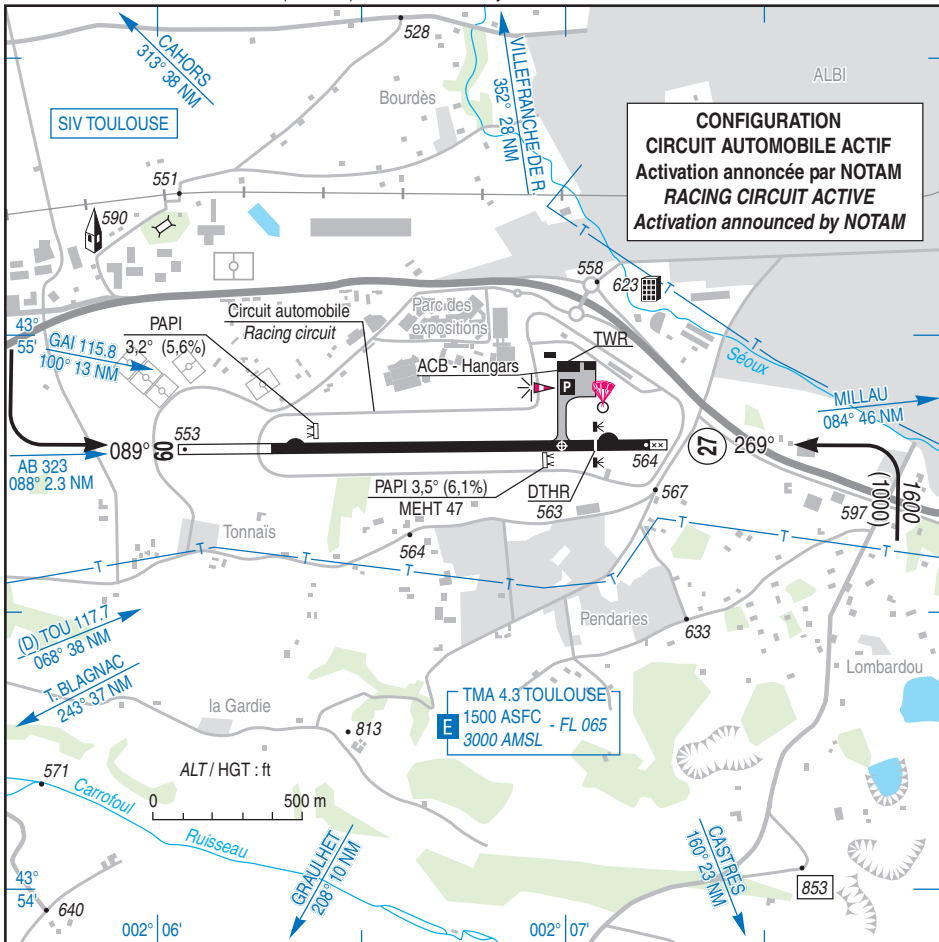 528
CAHORS
313° 38 NM
VILLEFRANCHE DE R.
352° 28 NM
ALBI
Bourdès
SIV TOULOUSE
CONFIGURATION
CIRCUIT AUTOMOBILE ACTIF
Activation annoncée par NOTAM
RACING CIRCUIT ACTIVE
Activation announced by NOTAM
551
590
T
558
623
T
43°
55'
GAI 115.8
100° 13 NM
PAPI
3,2° (5,6%)
Circuit automobile
Racing circuit
Parc des
expositions
TWR
ACB - Hangars
P
Séoux
T
MILLAU
084° 46 NM
089°
09
553
564
27
269°
AB 323
088° 2.3 NM
PAPI 3,5° (6,1%)
MEHT 47
DTHR
563
567
597
1600
(1000)
Tonnaïs
564
T
T
T
T
T
T
T
T
Pendaries
633
(D) TOU 117.7
068° 38 NM
T. BLAGNAC
243° 37 NM
la Gardie
813
Lombardou
E
TMA 4.3 TOULOUSE
1500 ASFC
3000 AMSL
- FL 065
571
ALT / HGT : ft
0
500 m
Carrofoul
Ruisseau
GRAULHET
208° 10 NM
CASTRES
160° 23 NM
853
43°
54'
640
002° 06'
002° 07'